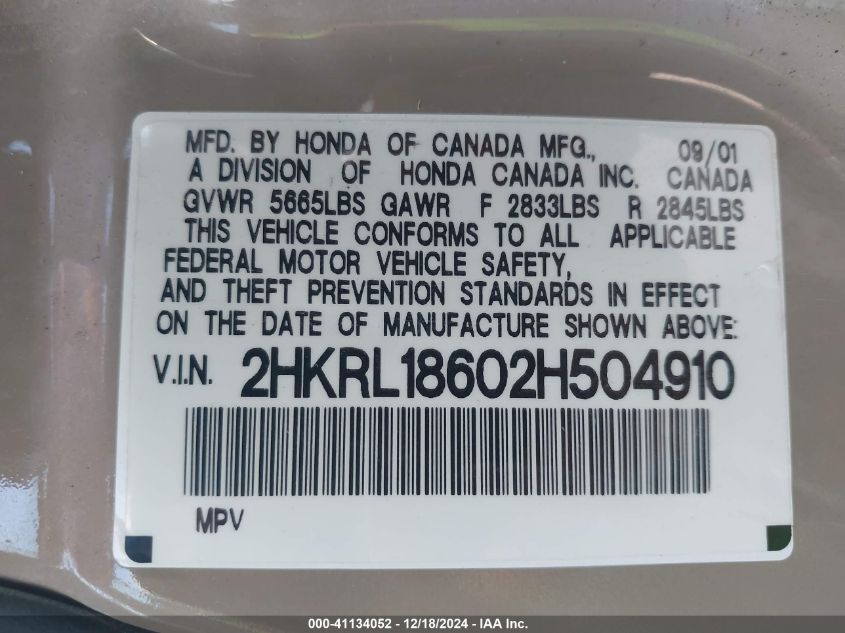 MFD. BY HONDA OF CANADA MFG., 09/01
A DIVISION OF HONDA CANADA INC. CANADA
GVWR 5665LBS GAWR F 2833LBS R 2845LBS
THIS VEHICLE CONFORMS TO ALL APPLICABLE
FEDERAL MOTOR VEHICLE SAFETY,
AND THEFT PREVENTION STANDARDS IN EFFECT
ON THE DATE OF MANUFACTURE SHOWN ABOVE:
V.I.N. 2HKRL18602H504910
MPV
000-41134052 - 12/18/2024 - IAA Inc.